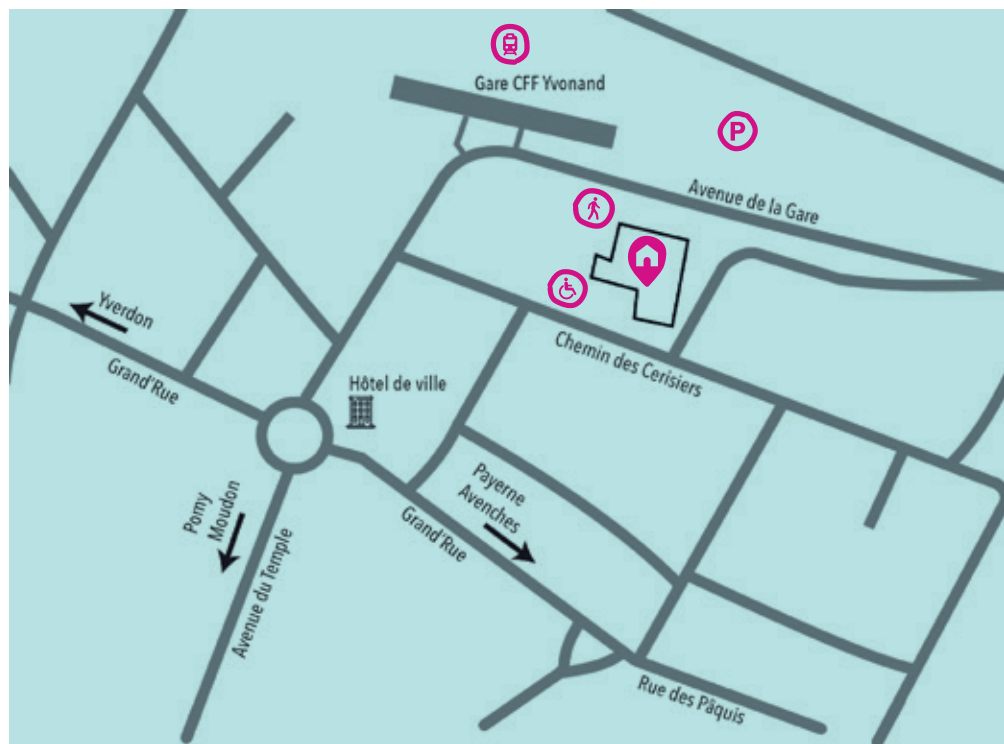 Gare CFF Yvonand
P
Avenue de la Gare
Yverdon
Grand'Rue
Hôtel de ville
Chemin des Cerisiers
Pomy
Moudon
Avenue du Temple
Payerne
Avenches
Grand'Rue
Rue des Pâquis